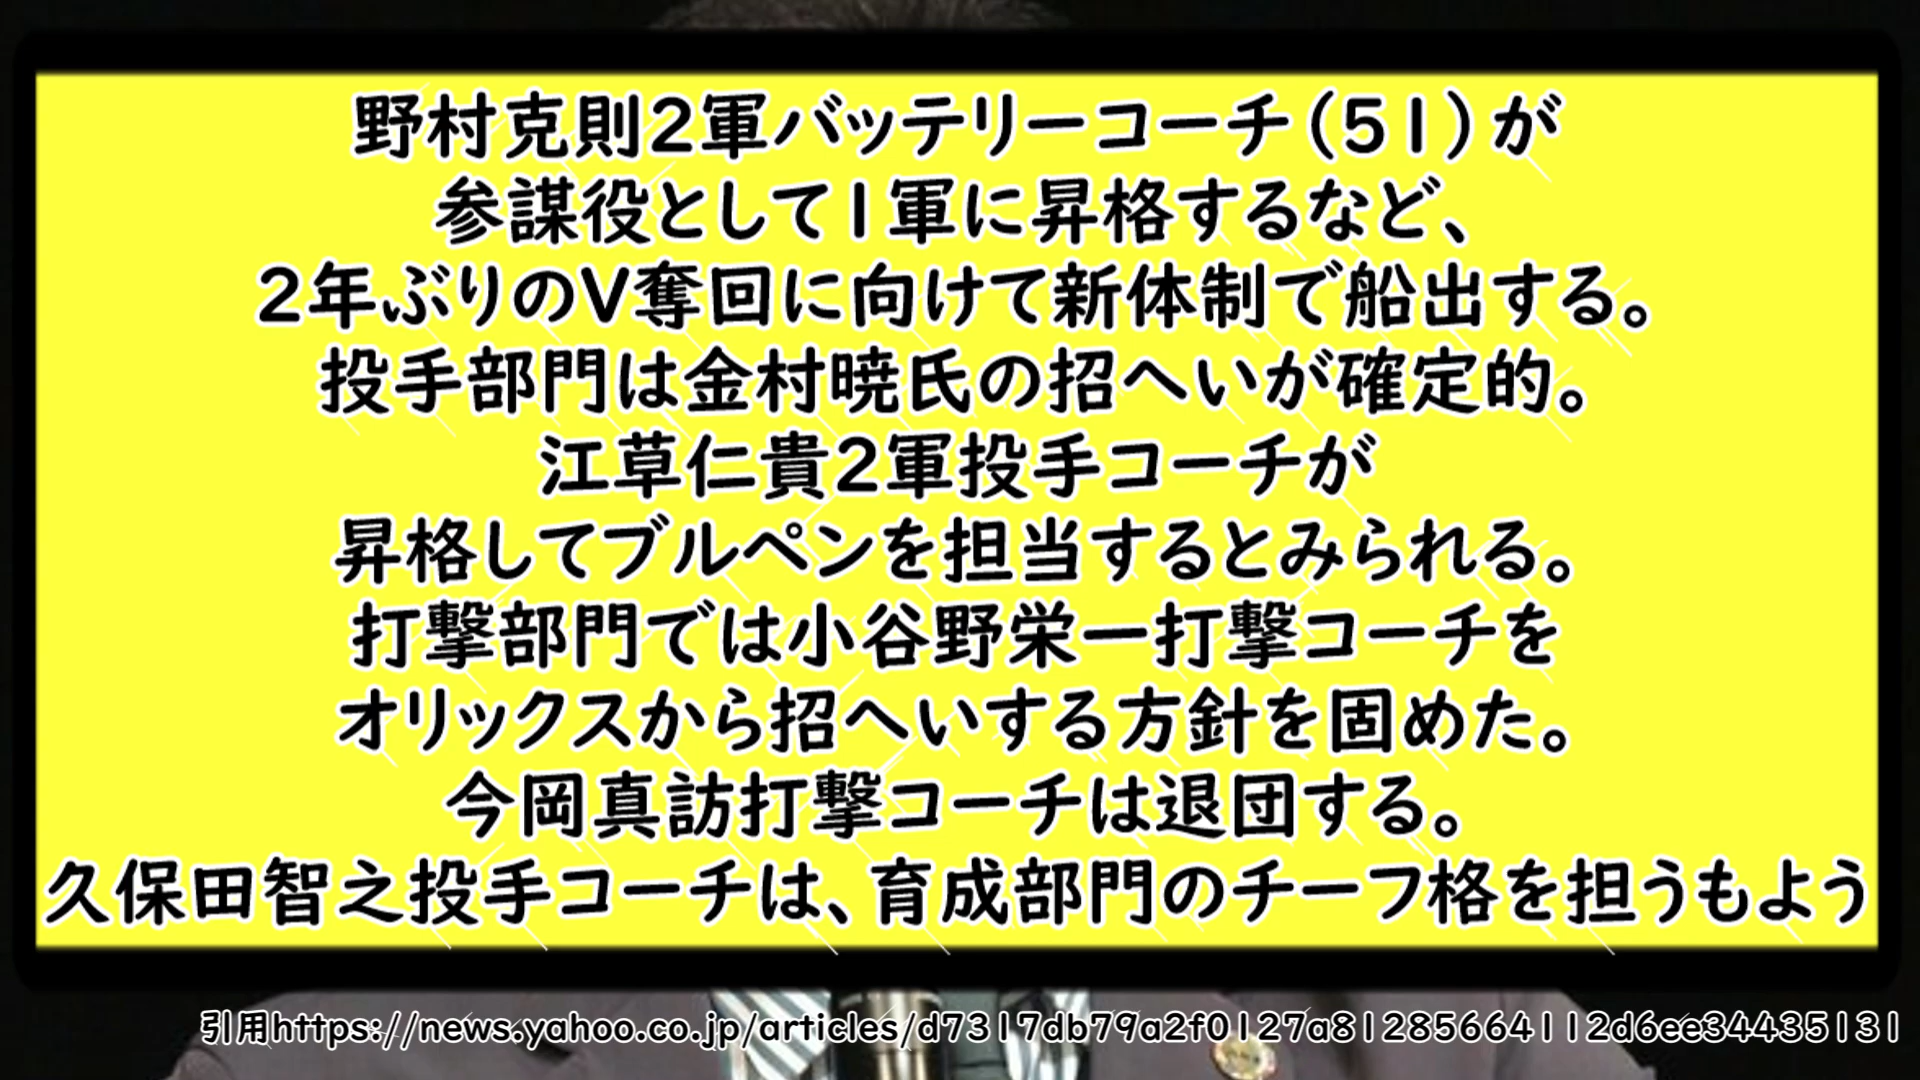 野村克則2軍バッテリーコーチ(51)が
参謀役として1軍に昇格するなど、
2年ぶりのV奪回に向けて新体制で船出する。
投手部門は金村暁氏の招へいが確定的。
江草仁貴2軍投手コーチが
昇格してブルペンを担当するとみられる。
打撃部門では小谷野栄一打撃コーチを
オリックスから招へいする方針を固めた。
今岡真訪打撃コーチは退団する。
久保田智之投手コーチは、育成部門のチーフ格を担うもよう
引用https://news.yahoo.co.jp/articles/d7317db79a2f0127a81285664112d6ee34435131